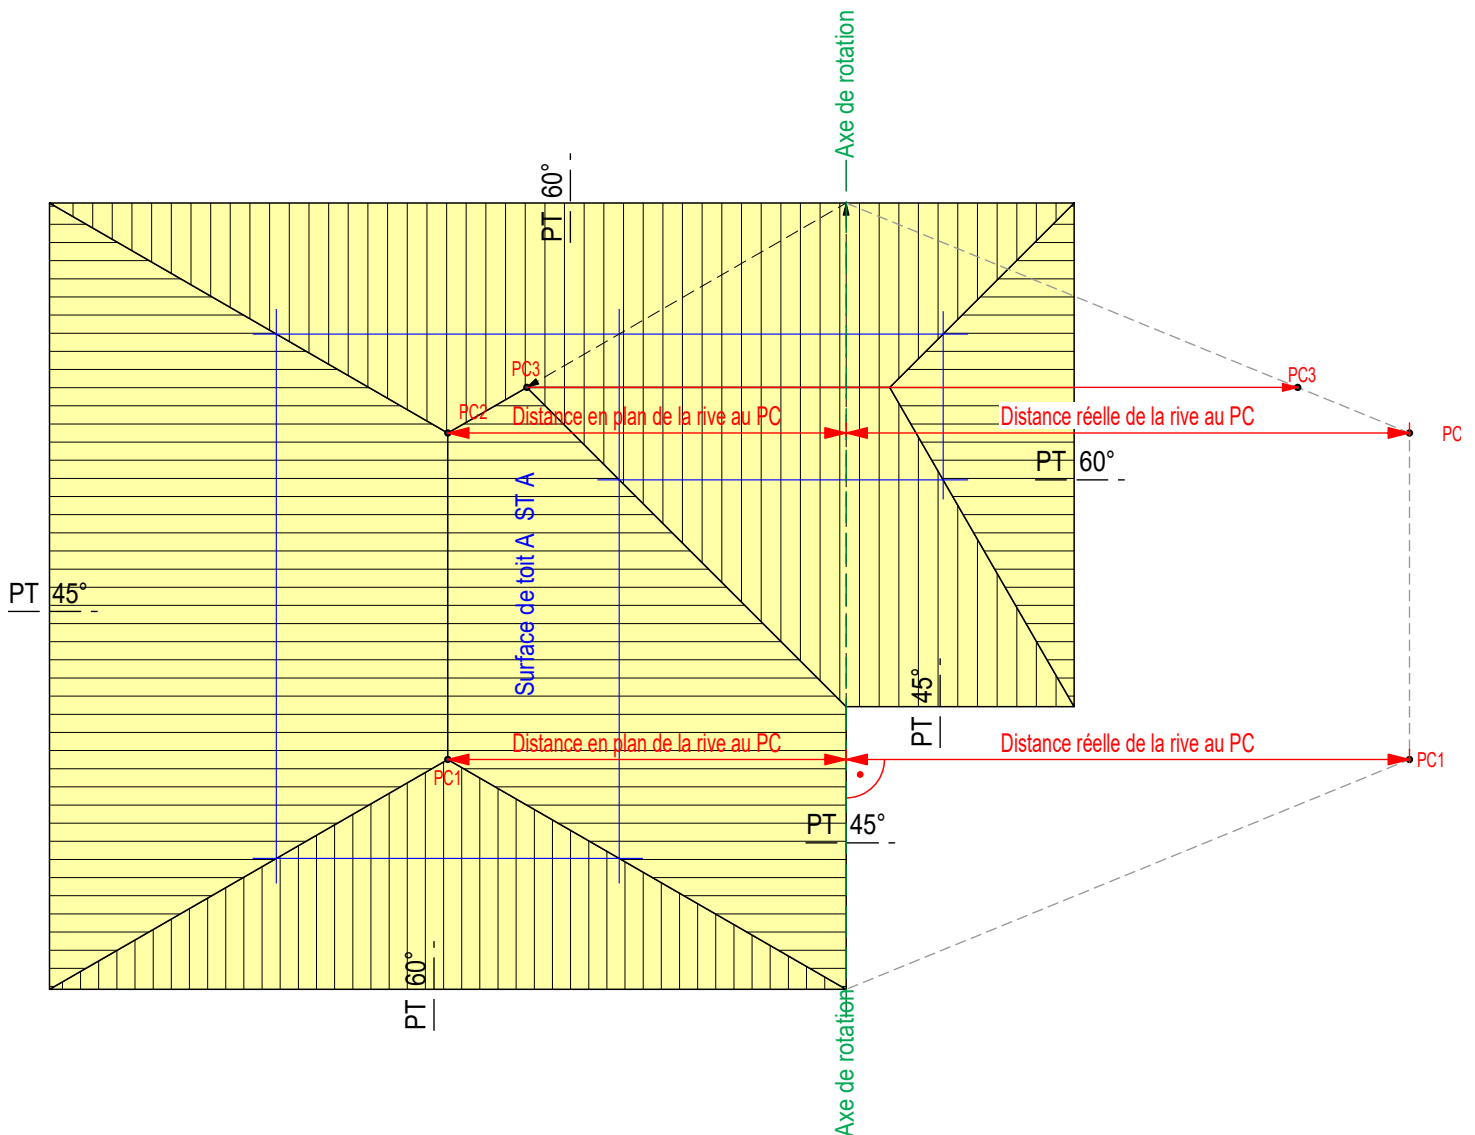 Axe de rotation
PT 60°
PC3
PC3
PC2
Distance en plan de la rive au PC
Distance réelle de la rive au PC
PC
PT 60°
Surface de toit A ST A
PT 45°
PT 45°
Distance en plan de la rive au PC
Distance réelle de la rive au PC
PC1
PC1
PT 45°
PT 60°
Axe de rotation